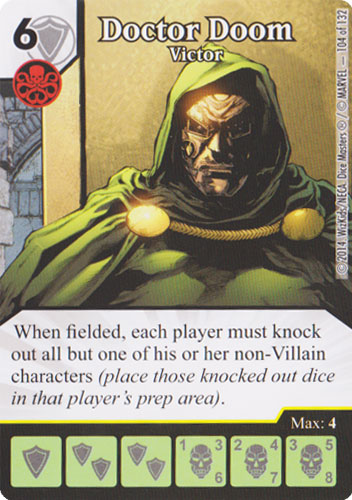 6
Doctor Doom
Victor
© 2014 WizKids/NECA. Dice Masters ® / © MARVEL — 104 of 132
When fielded, each player must knock
out all but one of his or her non-Villain
characters (place those knocked out dice
in that player's prep area).
Max: 4
1 3 6
2 4 7
3 5 8